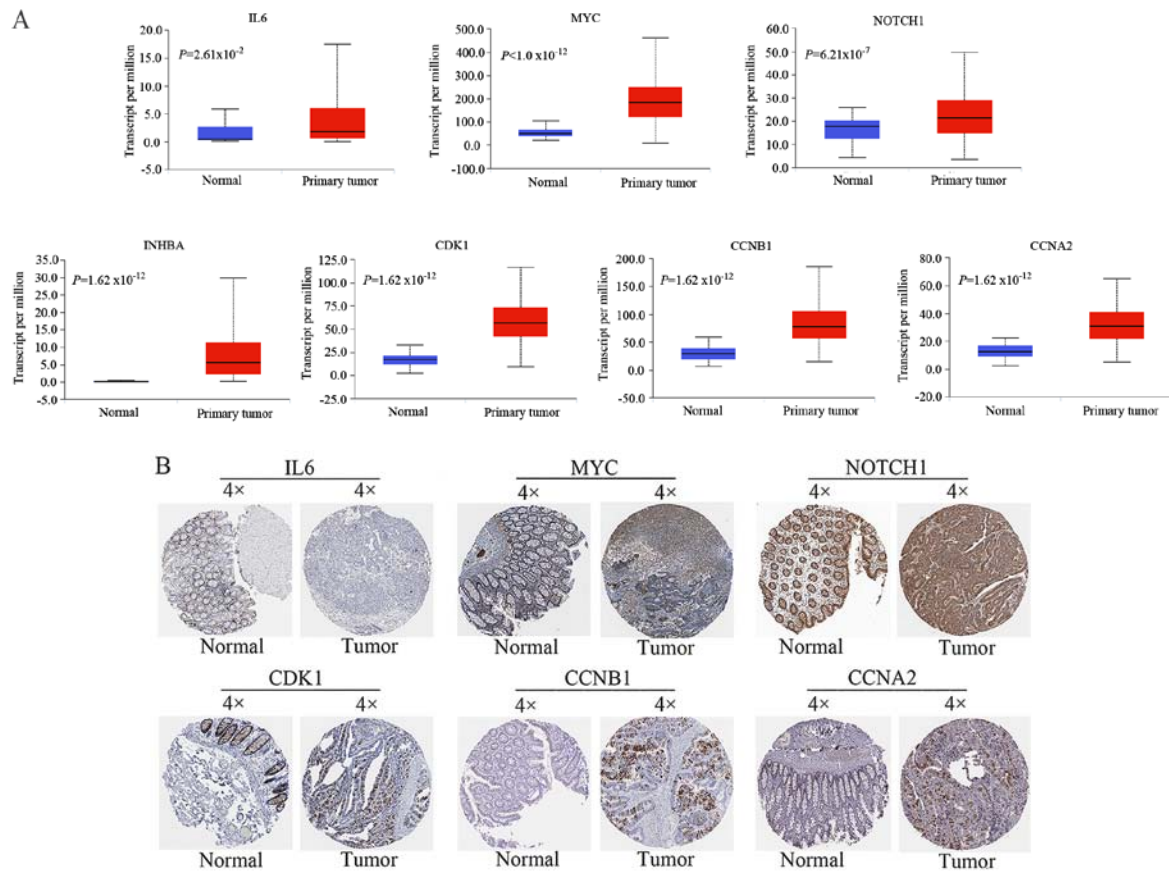 A
IL6
Transcript per million
20.0
15.0
10.0
5.0
0.0
-5.0
P=2.61x10-2
Normal
Primary tumor
MYC
Transcript per million
500.0
400.0
300.0
200.0
100.0
0.0
-100.0
P<1.0 x10-12
Normal
Primary tumor
NOTCH1
Transcript per million
60.0
50.0
40.0
30.0
20.0
10.0
0.0
P=6.21x10-7
Normal
Primary tumor
INHBA
Transcript per million
35.0
30.0
25.0
20.0
15.0
10.0
5.0
0.0
-5.0
P=1.62 x10-12
Normal
Primary tumor
CDK1
Transcript per million
125.0
100.0
75.0
50.0
25.0
0.0
-25.0
P=1.62 x10-12
Normal
Primary tumor
CCNB1
Transcript per million
200.0
150.0
100.0
50.0
0.0
-50.0
P=1.62 x10-12
Normal
Primary tumor
CCNA2
Transcript per million
80.0
60.0
40.0
20.0
0.0
-20.0
P=1.62 x10-12
Normal
Primary tumor
B
IL6
4× 4×
Normal Tumor
MYC
4× 4×
Normal Tumor
NOTCH1
4× 4×
Normal Tumor
CDK1
4× 4×
Normal Tumor
CCNB1
4× 4×
Normal Tumor
CCNA2
4× 4×
Normal Tumor